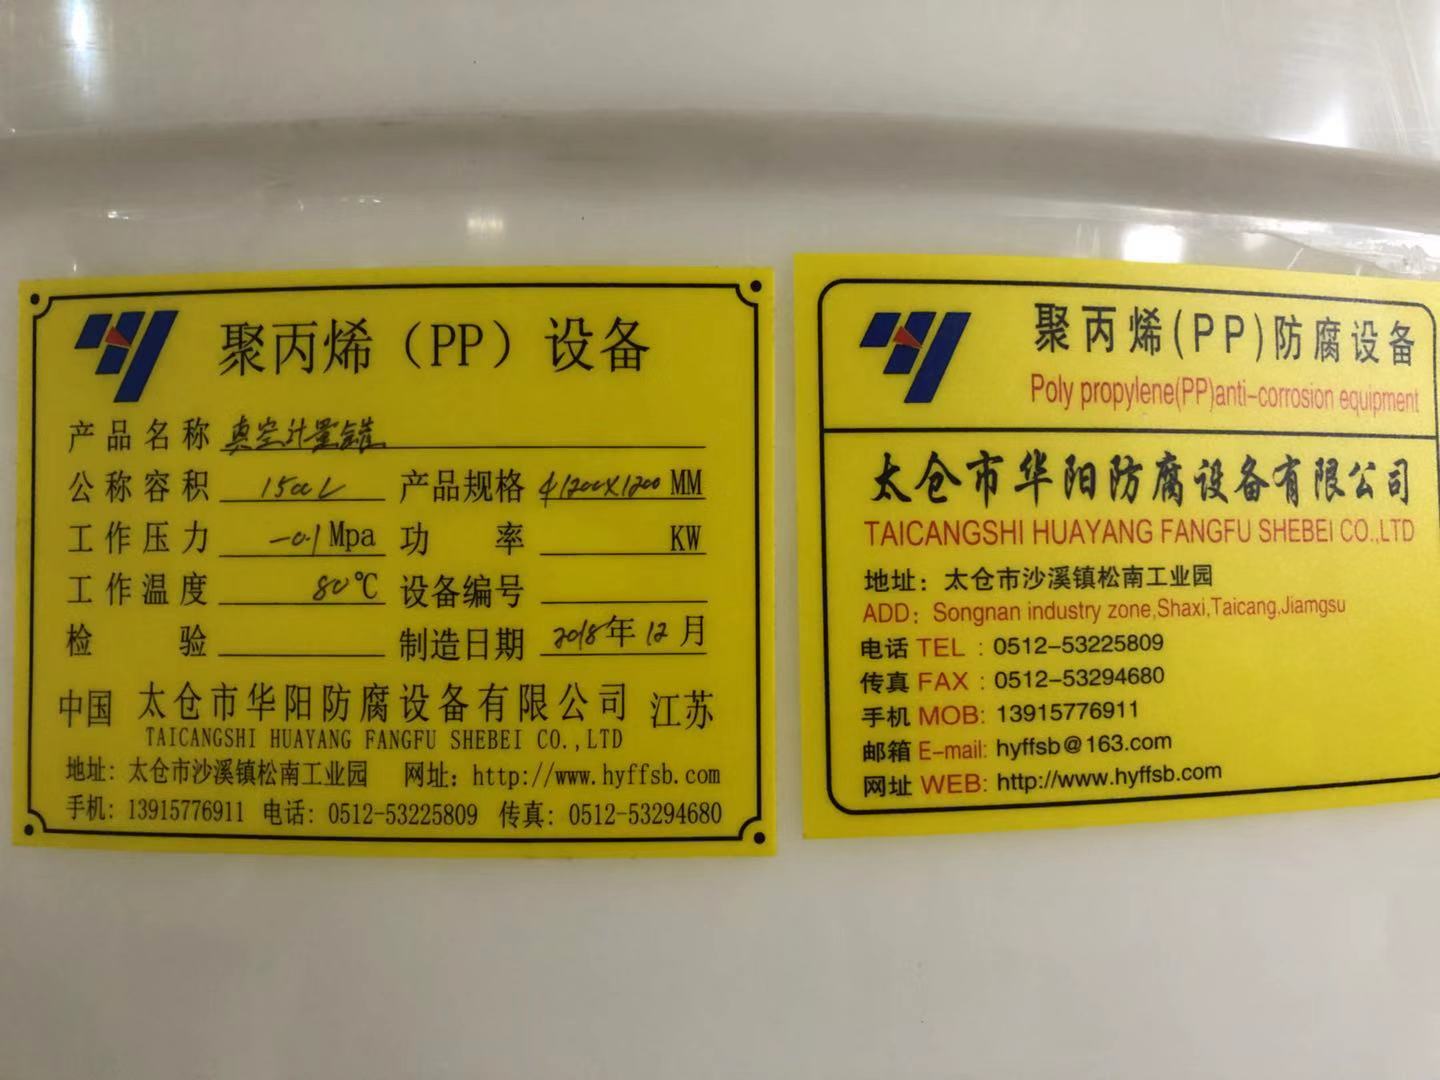 聚丙烯（PP）设备
产品名称 真空计量罐
公称容积 1500L 产品规格 φ1200X1200 MM
工作压力 -0.1 Mpa 功率 KW
工作温度 80℃ 设备编号
检验 制造日期 2018年12月
中国 太仓市华阳防腐设备有限公司 江苏
TAICANGSHI HUAYANG FANGFU SHEBEI CO.,LTD
地址：太仓市沙溪镇松南工业园 网址：http://www.hyffsb.com
手机：13915776911 电话：0512-53225809 传真：0512-53294680
聚丙烯(PP)防腐设备
Poly propylene(PP)anti-corrosion equipment
太仓市华阳防腐设备有限公司
TAICANGSHI HUAYANG FANGFU SHEBEI CO.,LTD
地址：太仓市沙溪镇松南工业园
ADD: Songnan industry zone,Shaxi,Taicang,Jiamgsu
电话 TEL : 0512-53225809
传真 FAX : 0512-53294680
手机 MOB: 13915776911
邮箱 E-mail: hyffsb@163.com
网址 WEB: http://www.hyffsb.com